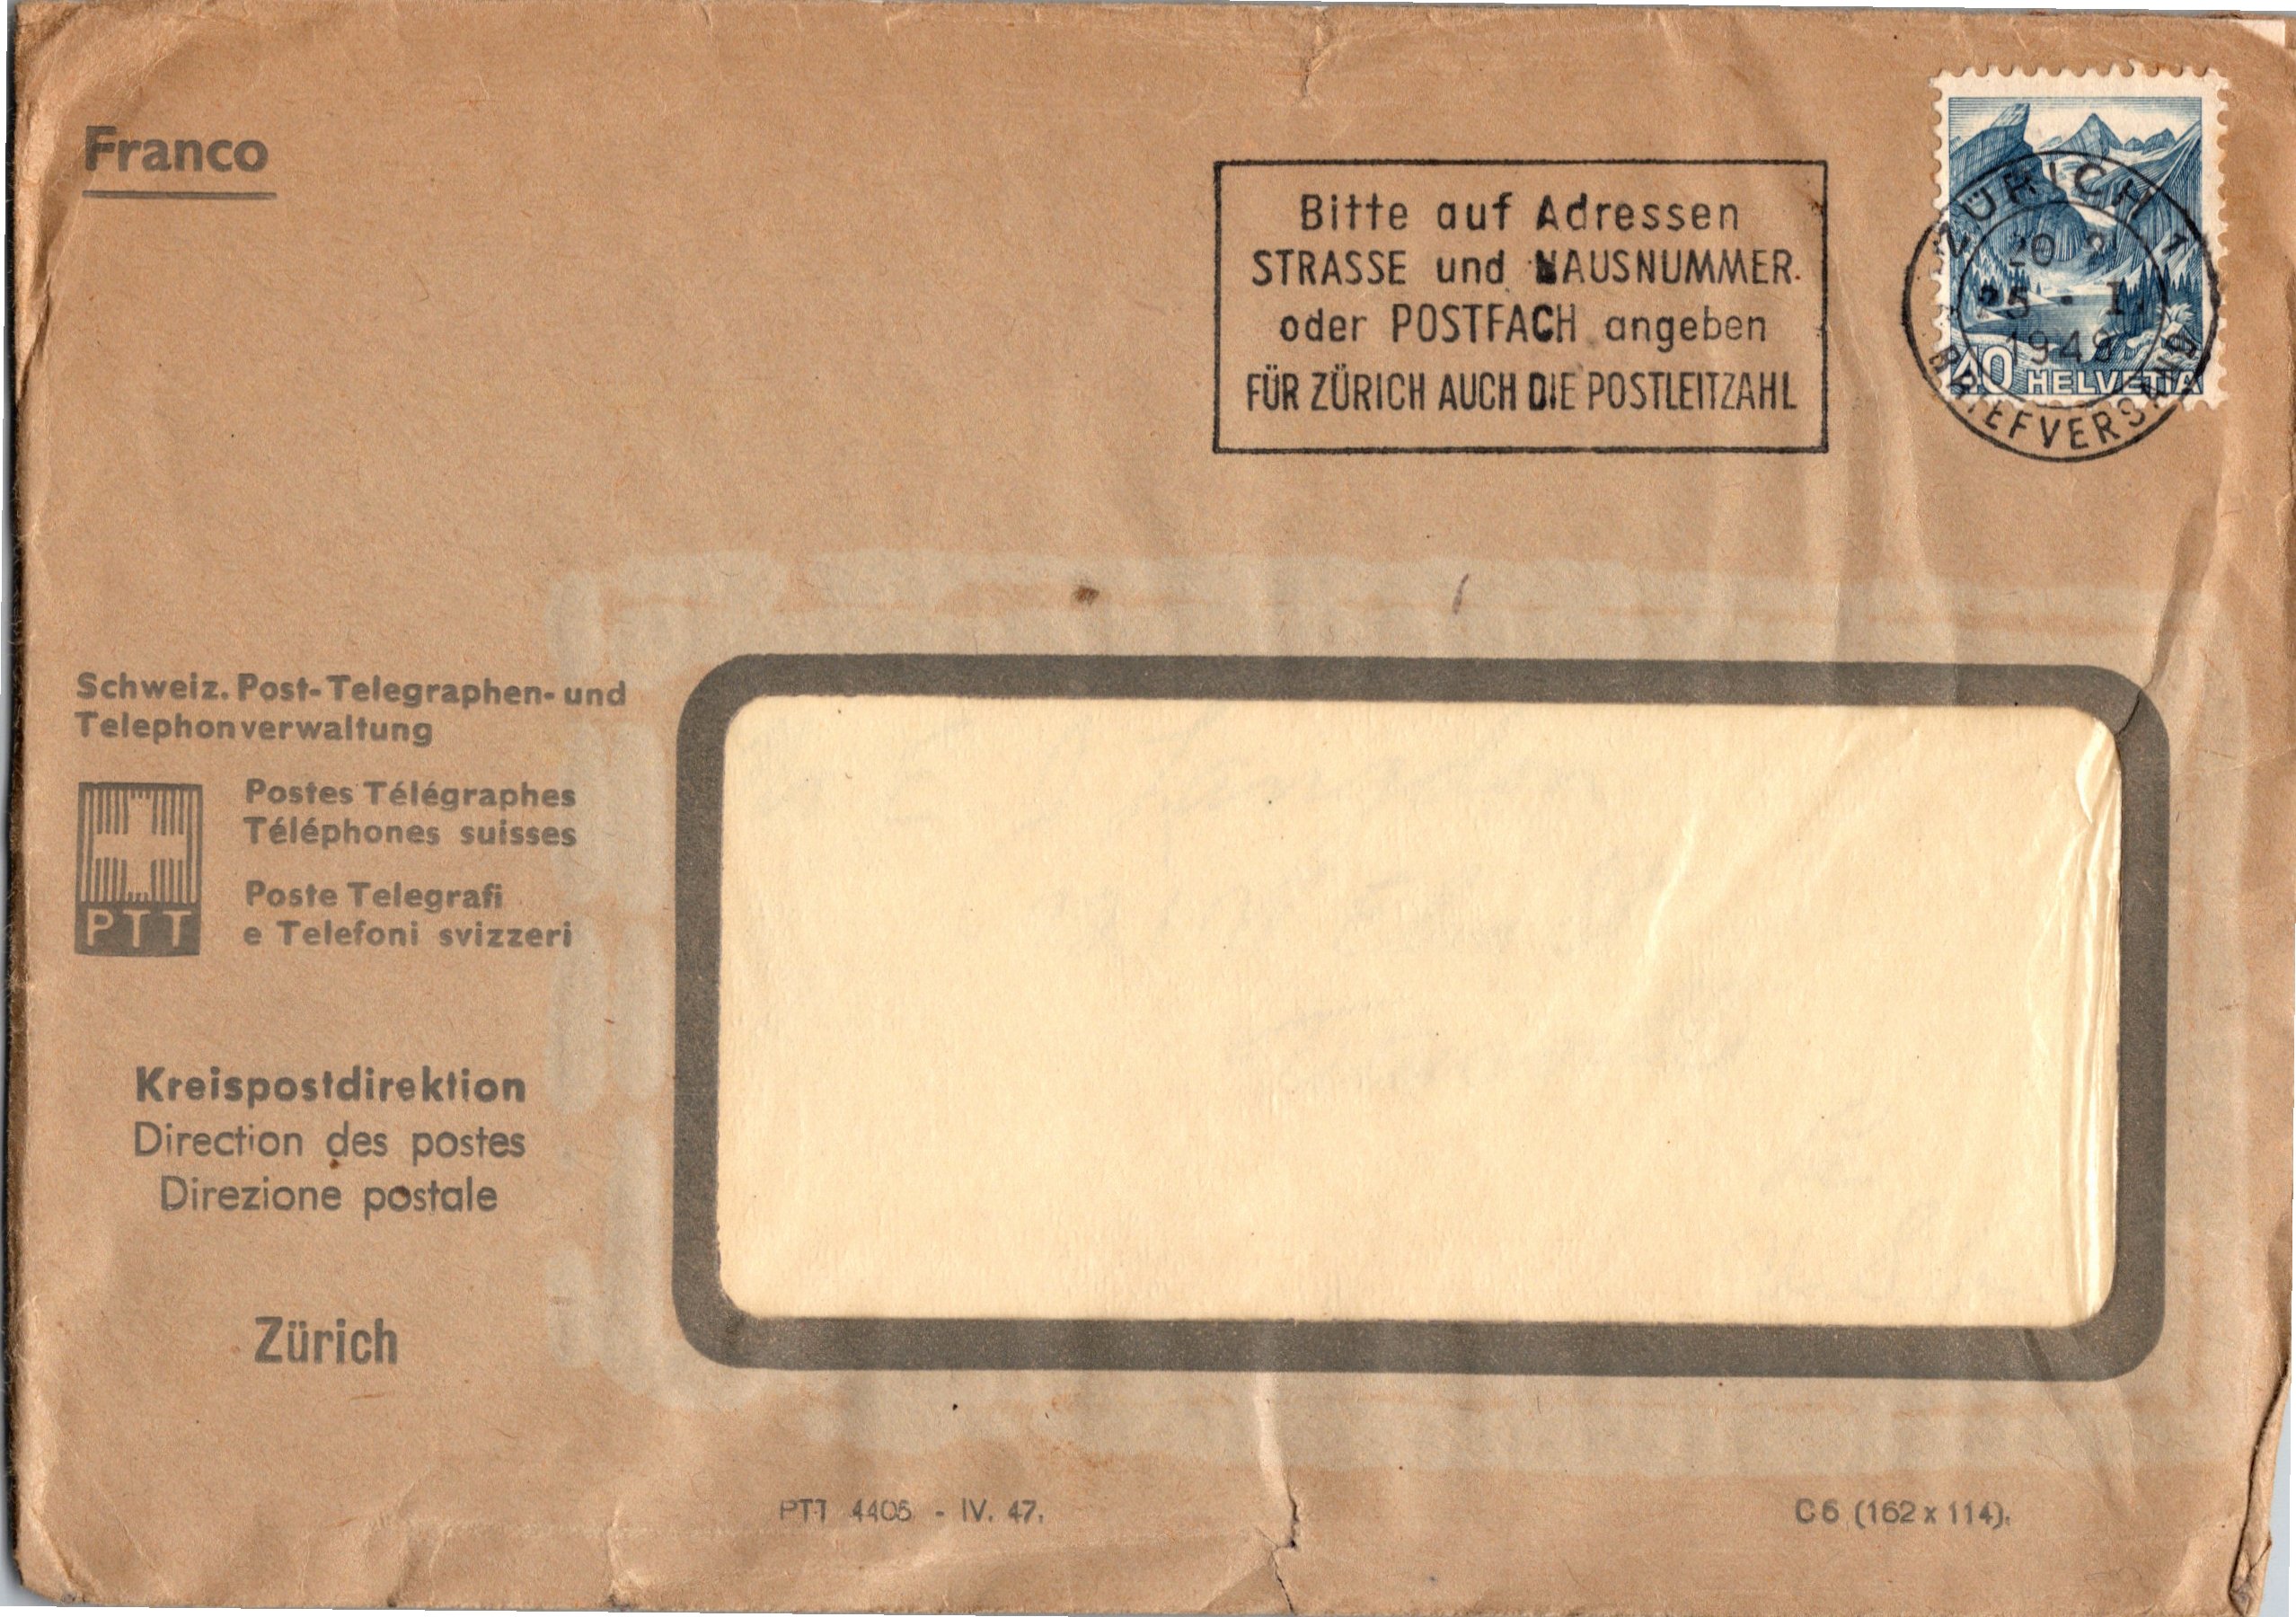 Franco
Bitte auf Adressen
STRASSE und HAUSNUMMER
oder POSTFACH angeben
FÜR ZÜRICH AUCH DIE POSTLEITZAHL
ZÜRICH 1
25 · I.
BRIEFVERSAND
40 HELVETIA
Schweiz. Post-Telegraphen- und
Telephonverwaltung
Postes Télégraphes
Téléphones suisses
Poste Telegrafi
e Telefoni svizzeri
PTT
Kreispostdirektion
Direction des postes
Direzione postale
Zürich
PTT 4405 - IV. 47.
C6 (162 x 114).